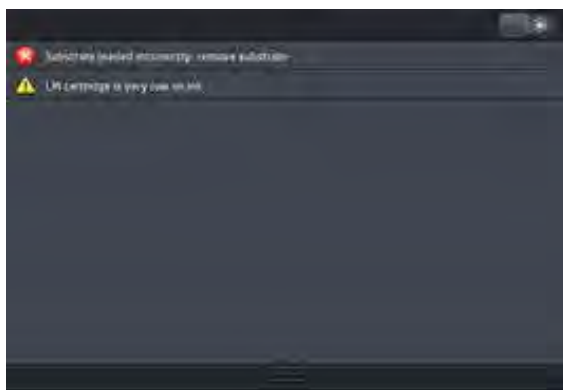 Substrate loaded incorrectly: remove substrate
LM cartridge is very low on ink